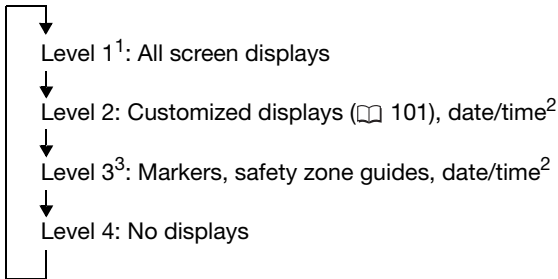 Level 1¹: All screen displays
Level 2: Customized displays (📖 101), date/time²
Level 3³: Markers, safety zone guides, date/time²
Level 4: No displays